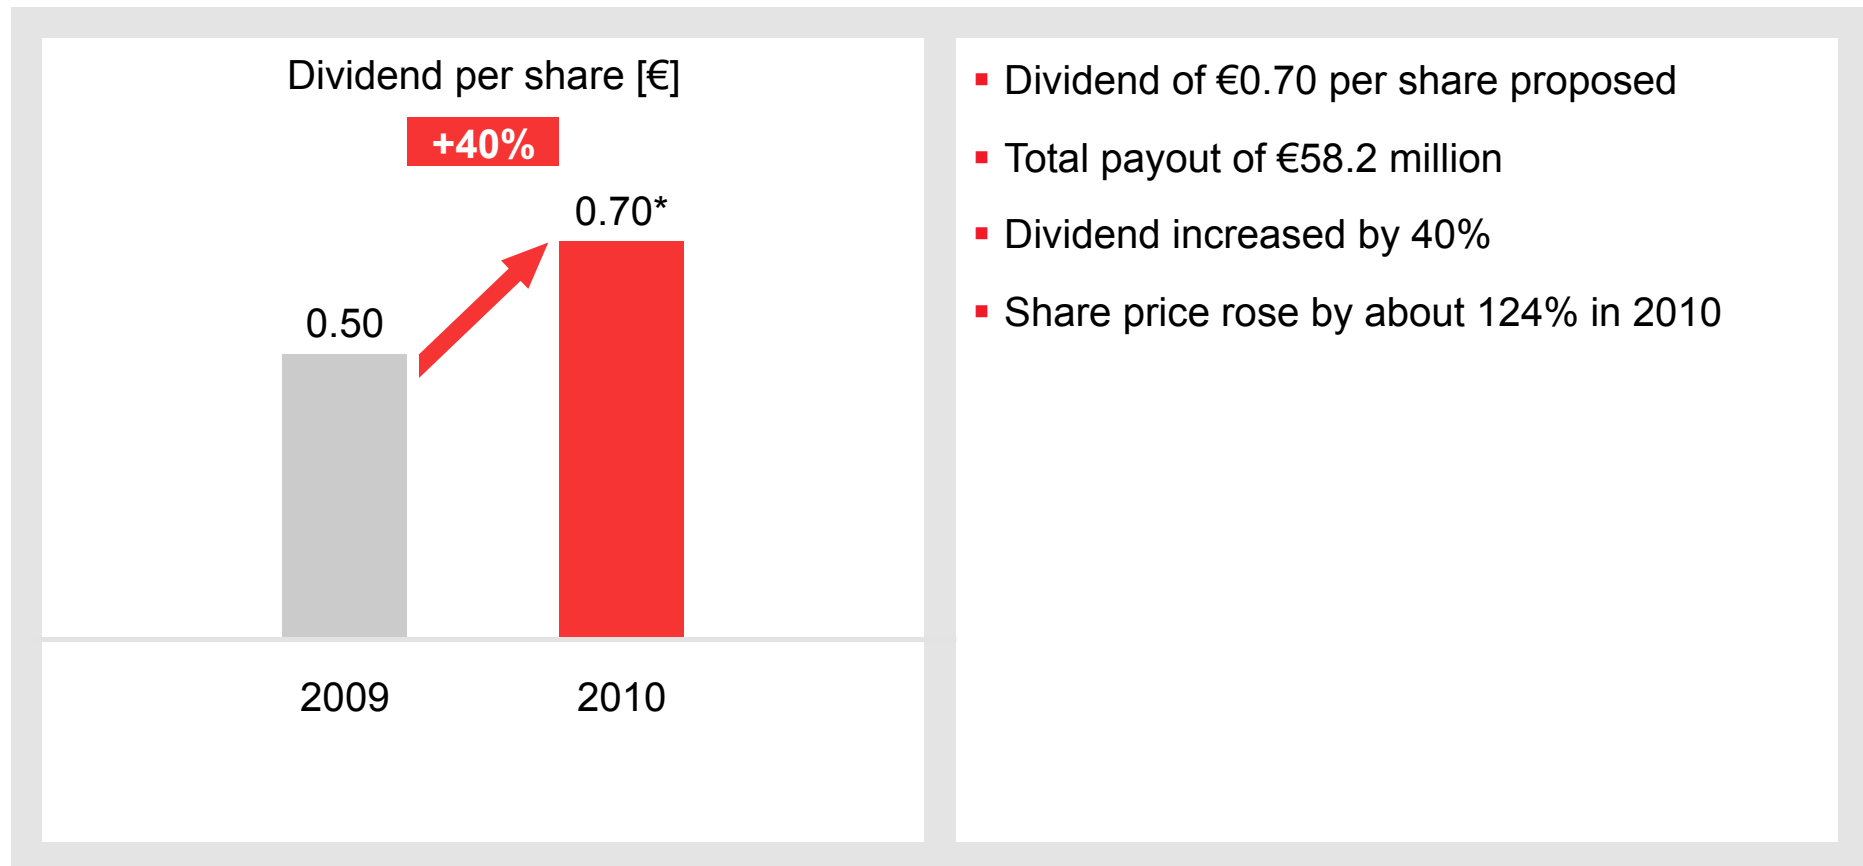 Dividend per share [€]
+40%
0.70*
0.50
2009 2010
▪ Dividend of €0.70 per share proposed
▪ Total payout of €58.2 million
▪ Dividend increased by 40%
▪ Share price rose by about 124% in 2010